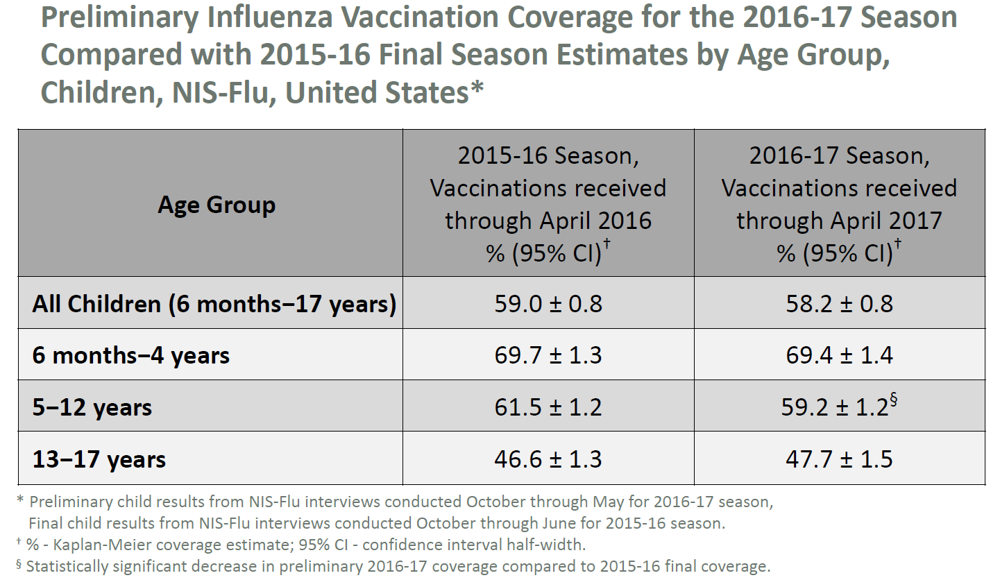 Preliminary Influenza Vaccination Coverage for the 2016-17 Season
Compared with 2015-16 Final Season Estimates by Age Group,
Children, NIS-Flu, United States*
Age Group
2015-16 Season,
Vaccinations received
through April 2016
% (95% CI)†
2016-17 Season,
Vaccinations received
through April 2017
% (95% CI)†
All Children (6 months–17 years)
59.0 ± 0.8
58.2 ± 0.8
6 months–4 years
69.7 ± 1.3
69.4 ± 1.4
5–12 years
61.5 ± 1.2
59.2 ± 1.2§
13–17 years
46.6 ± 1.3
47.7 ± 1.5
* Preliminary child results from NIS-Flu interviews conducted October through May for 2016-17 season,
Final child results from NIS-Flu interviews conducted October through June for 2015-16 season.
† % - Kaplan-Meier coverage estimate; 95% CI - confidence interval half-width.
§ Statistically significant decrease in preliminary 2016-17 coverage compared to 2015-16 final coverage.